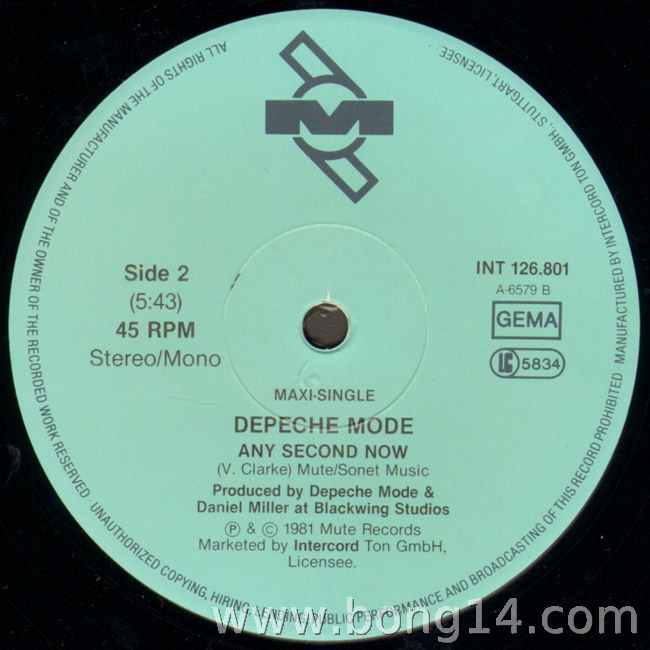 M
Side 2
(5:43)
45 RPM
Stereo/Mono
INT 126.801
A-6579 B
GEMA
LC 5834
MAXI-SINGLE
DEPECHE MODE
ANY SECOND NOW
(V. Clarke) Mute/Sonet Music
Produced by Depeche Mode &
Daniel Miller at Blackwing Studios
Ⓟ & © 1981 Mute Records
Marketed by Intercord Ton GmbH,
Licensee.
ALL RIGHTS OF THE MANUFACTURER AND OF THE OWNER OF THE RECORDED WORK RESERVED · UNAUTHORIZED COPYING, HIRING, LENDING, PUBLIC PERFORMANCE AND BROADCASTING OF THIS RECORD PROHIBITED · MANUFACTURED BY INTERCORD TON GMBH, STUTTGART, LICENSEE.
www.bong14.com